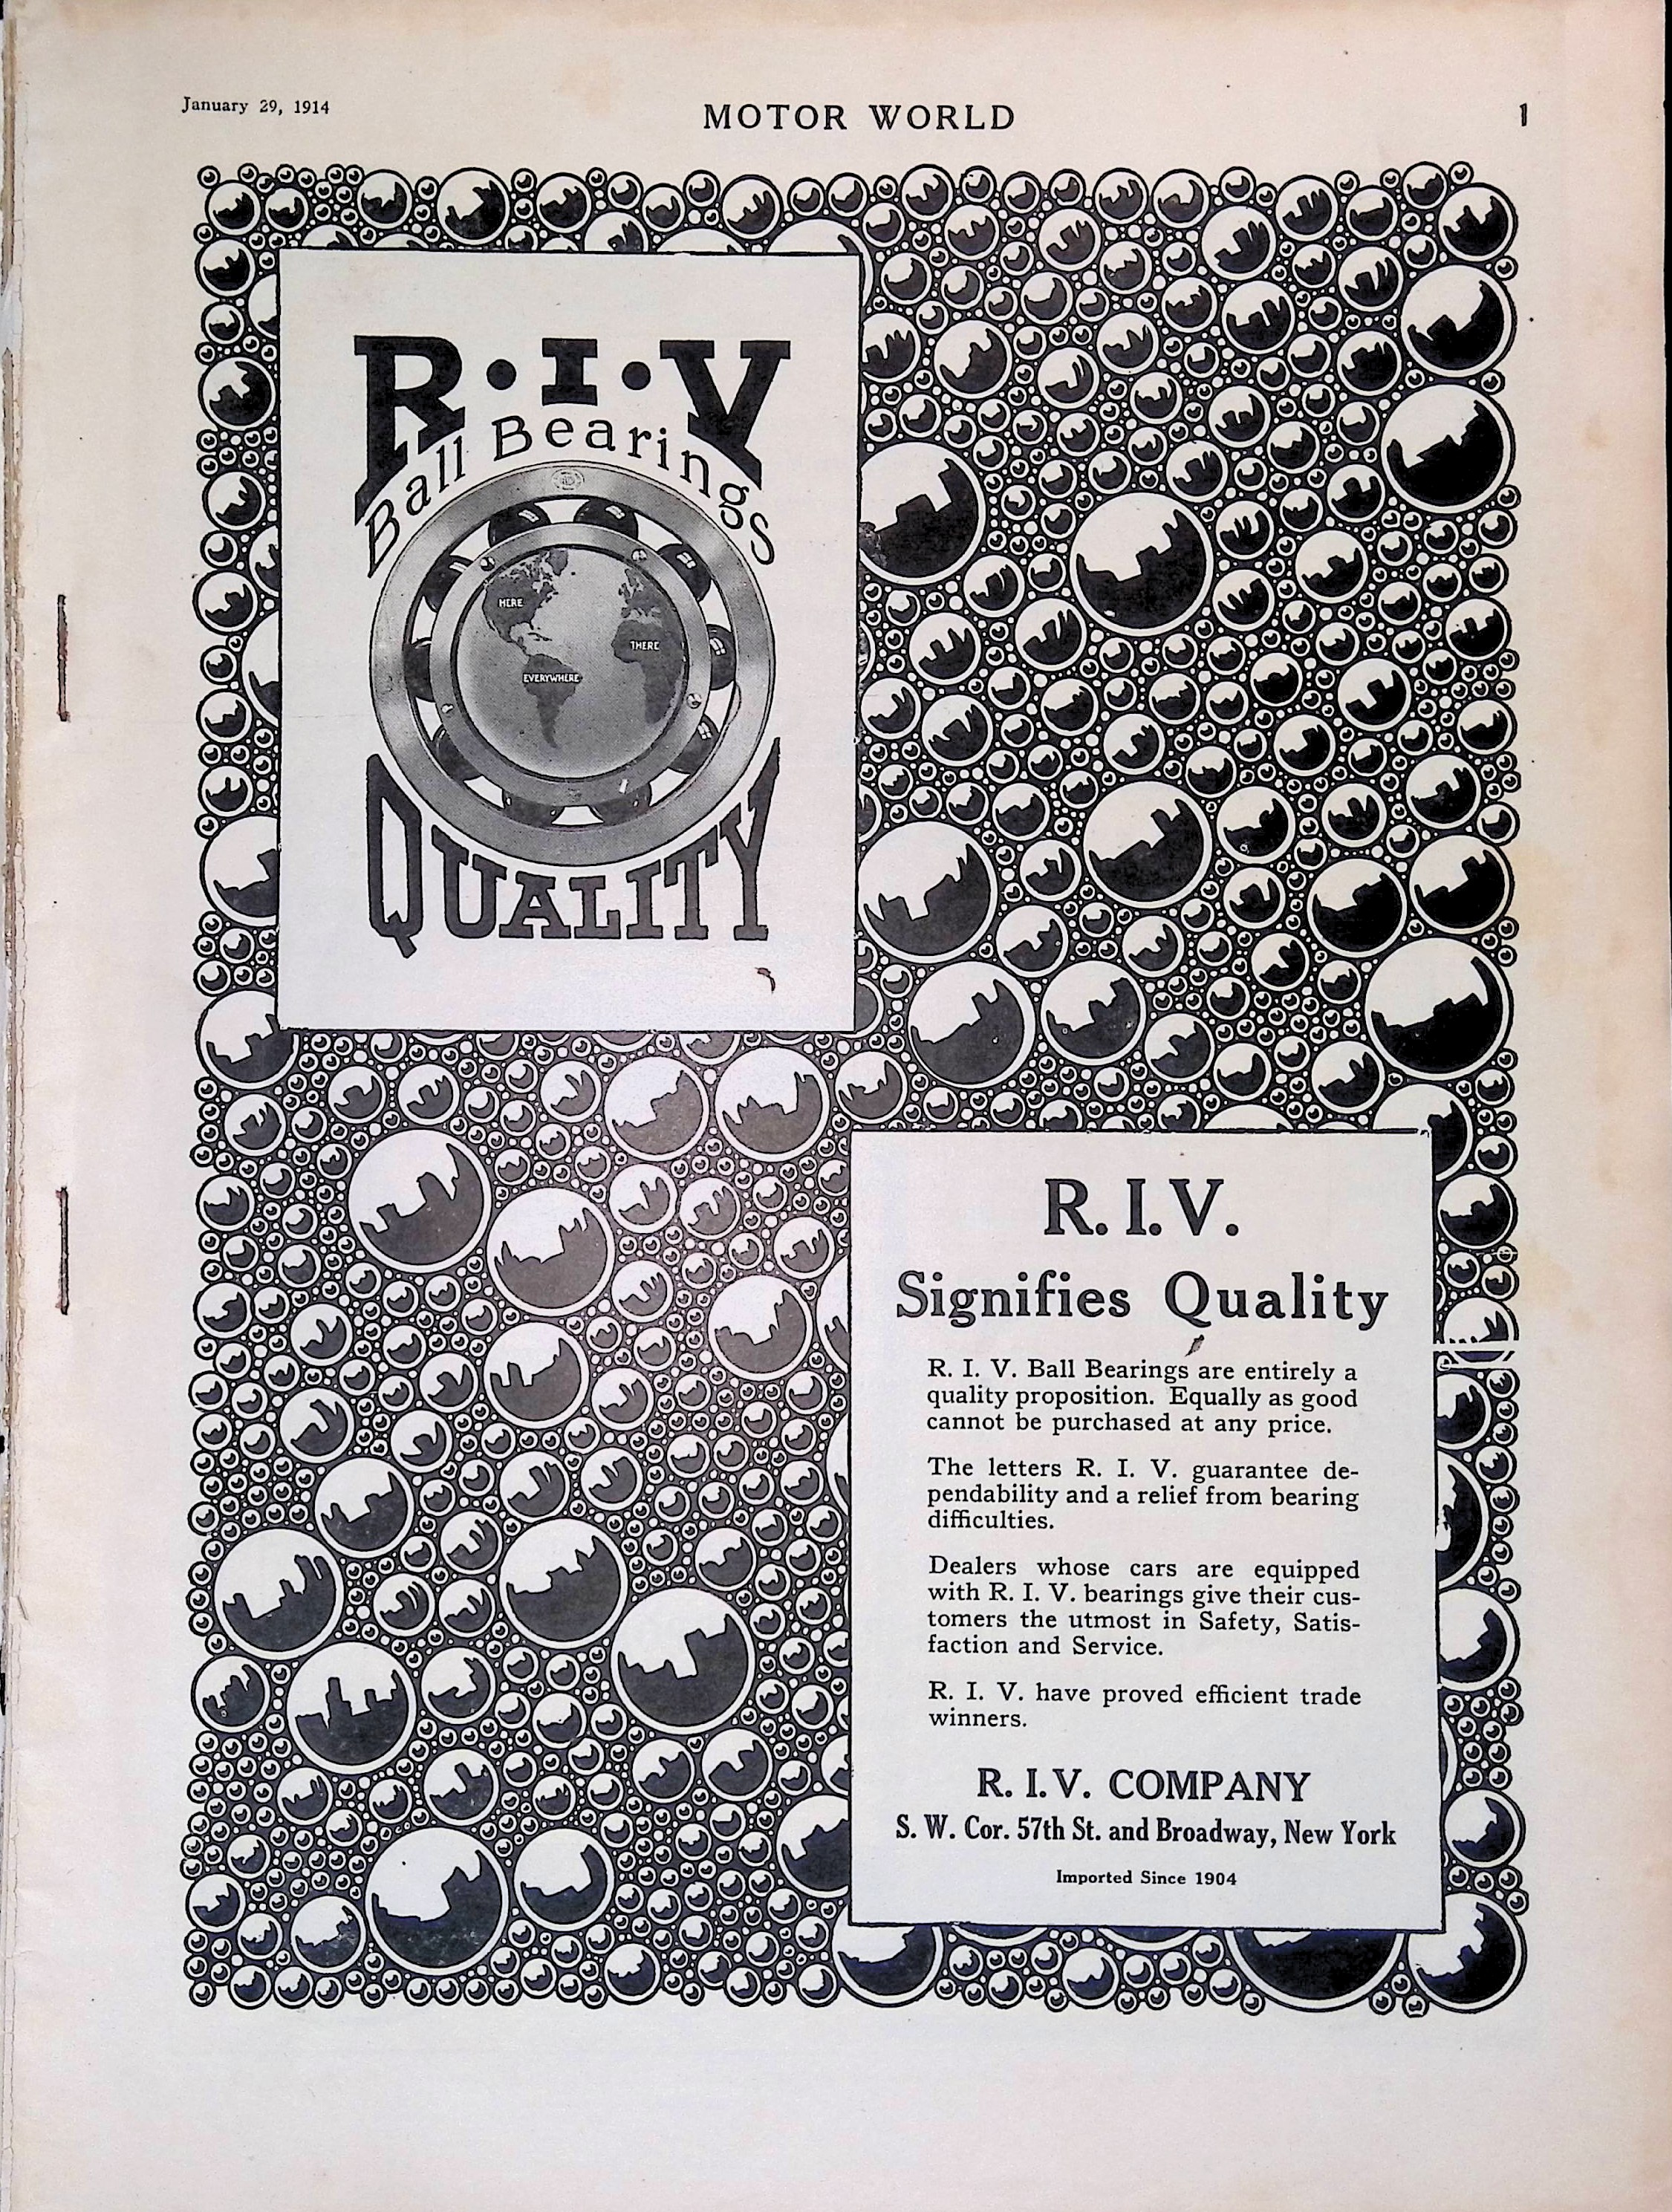 January 29, 1914
MOTOR WORLD
1
R·I·V
Ball Bearings
HERE
THERE
EVERYWHERE
QUALITY
R. I. V.
Signifies Quality
R. I. V. Ball Bearings are entirely a
quality proposition. Equally as good
cannot be purchased at any price.
The letters R. I. V. guarantee de-
pendability and a relief from bearing
difficulties.
Dealers whose cars are equipped
with R. I. V. bearings give their cus-
tomers the utmost in Safety, Satis-
faction and Service.
R. I. V. have proved efficient trade
winners.
R. I. V. COMPANY
S. W. Cor. 57th St. and Broadway, New York
Imported Since 1904